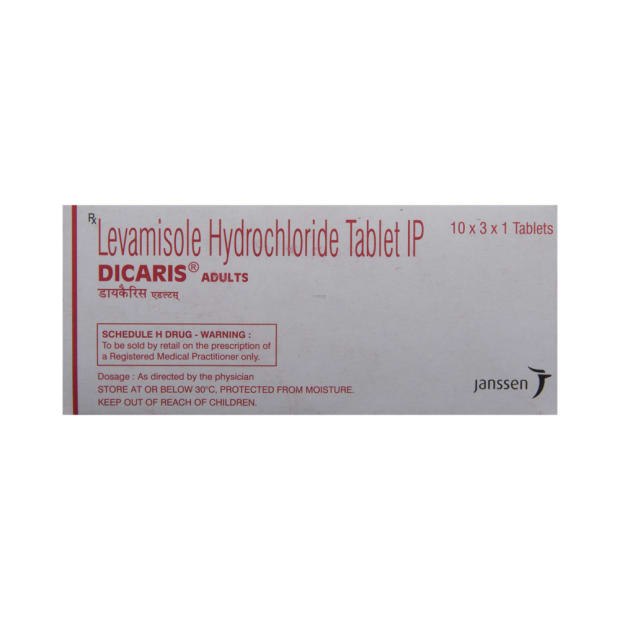 Rx
Levamisole Hydrochloride Tablet IP
10 x 3 x 1 Tablets
DICARIS® ADULTS
डायकैरिस एडल्टस्
SCHEDULE H DRUG - WARNING :
To be sold by retail on the prescription of
a Registered Medical Practitioner only.
Dosage : As directed by the physician
STORE AT OR BELOW 30°C, PROTECTED FROM MOISTURE.
KEEP OUT OF REACH OF CHILDREN.
janssen